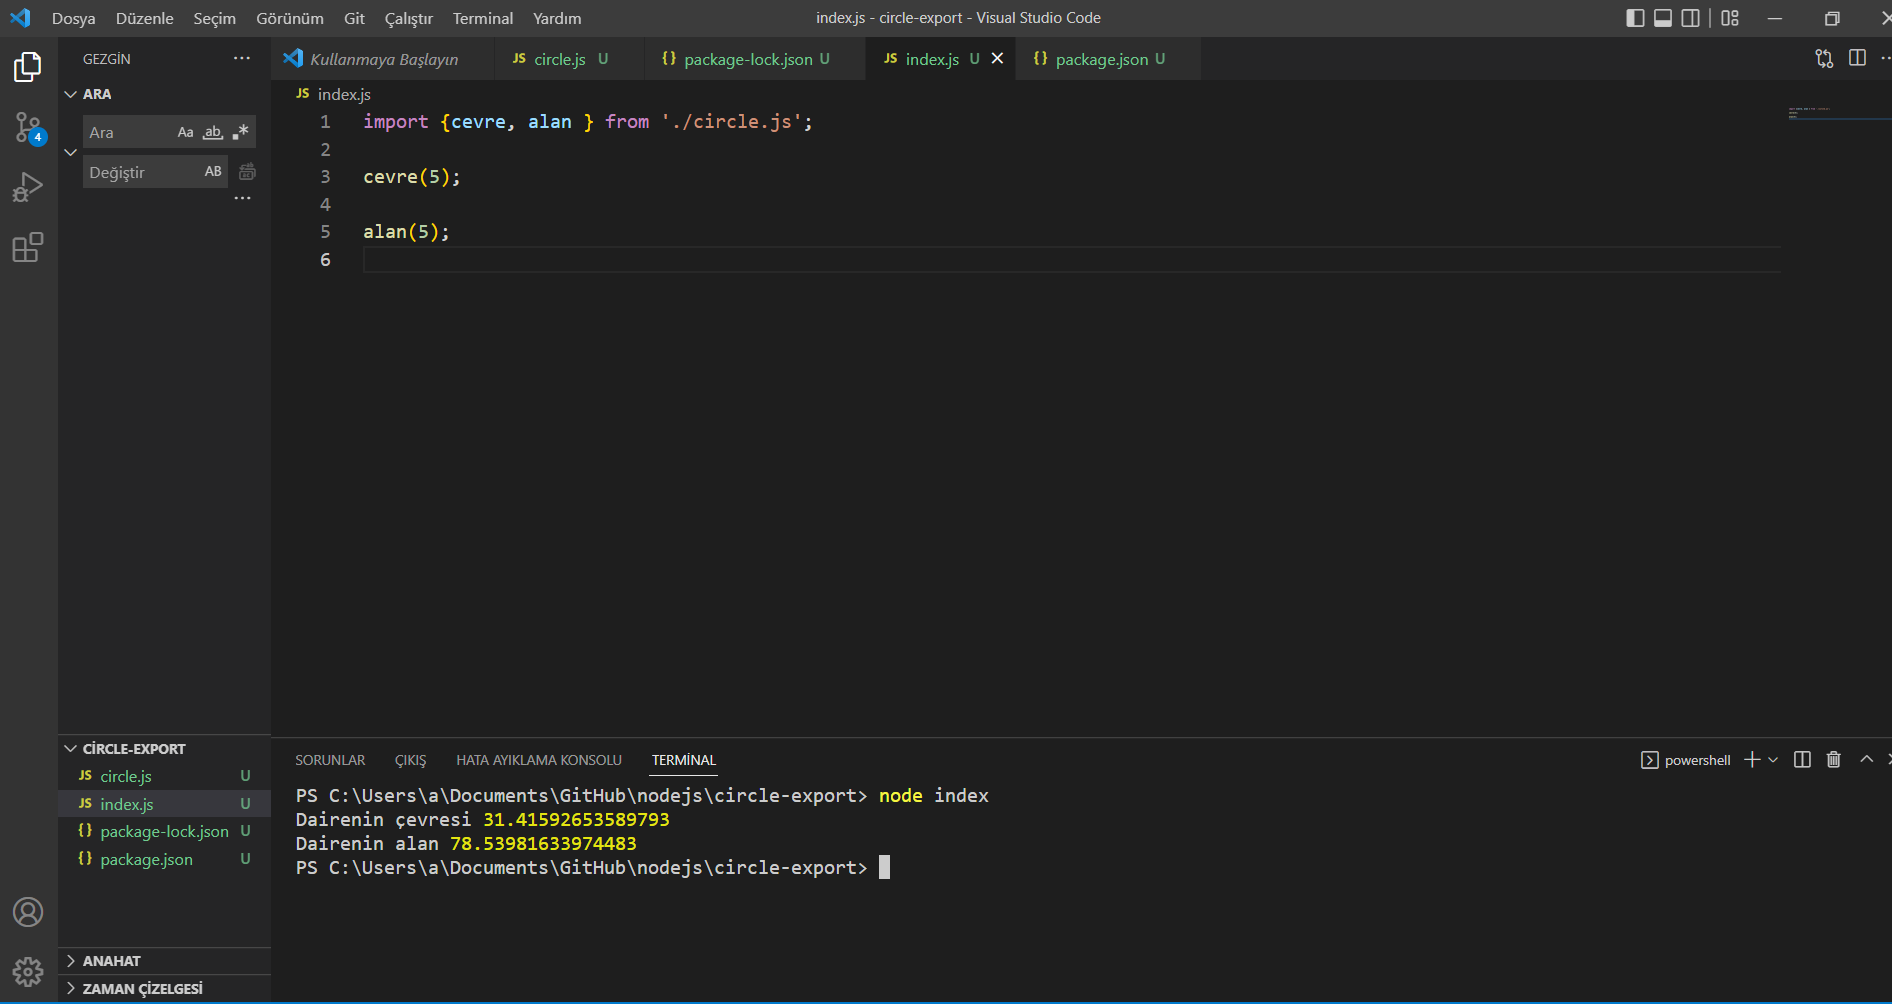 Dosya Düzenle Seçim Görünüm Git Çalıştır Terminal Yardım
index.js - circle-export - Visual Studio Code
GEZGİN ...
Kullanmaya Başlayın
JS circle.js U
{} package-lock.json U
JS index.js U
{} package.json U
ARA
Ara Aa ab .*
Değiştir AB
...
4
JS index.js
1 import {cevre, alan } from './circle.js';
2
3 cevre(5);
4
5 alan(5);
6
CİRCLE-EXPORT
JS circle.js U
JS index.js U
{} package-lock.json U
{} package.json U
ANAHAT
ZAMAN ÇİZELGESİ
SORUNLAR ÇIKIŞ HATA AYIKLAMA KONSOLU TERMİNAL
powershell
PS C:\Users\a\Documents\GitHub\nodejs\circle-export> node index
Dairenin çevresi 31.41592653589793
Dairenin alan 78.53981633974483
PS C:\Users\a\Documents\GitHub\nodejs\circle-export>